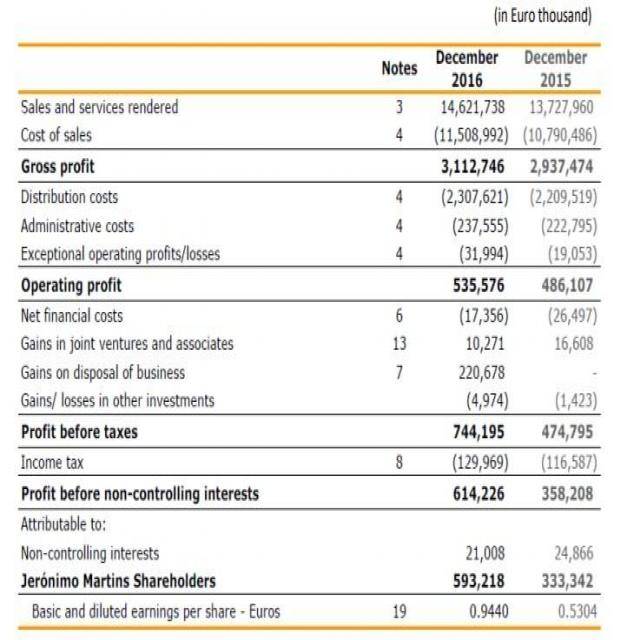 (in Euro thousand)
Notes December 2016 December 2015
Sales and services rendered 3 14,621,738 13,727,960
Cost of sales 4 (11,508,992) (10,790,486)
Gross profit 3,112,746 2,937,474
Distribution costs 4 (2,307,621) (2,209,519)
Administrative costs 4 (237,555) (222,795)
Exceptional operating profits/losses 4 (31,994) (19,053)
Operating profit 535,576 486,107
Net financial costs 6 (17,356) (26,497)
Gains in joint ventures and associates 13 10,271 16,608
Gains on disposal of business 7 220,678 -
Gains/ losses in other investments (4,974) (1,423)
Profit before taxes 744,195 474,795
Income tax 8 (129,969) (116,587)
Profit before non-controlling interests 614,226 358,208
Attributable to:
Non-controlling interests 21,008 24,866
Jerónimo Martins Shareholders 593,218 333,342
Basic and diluted earnings per share - Euros 19 0.9440 0.5304